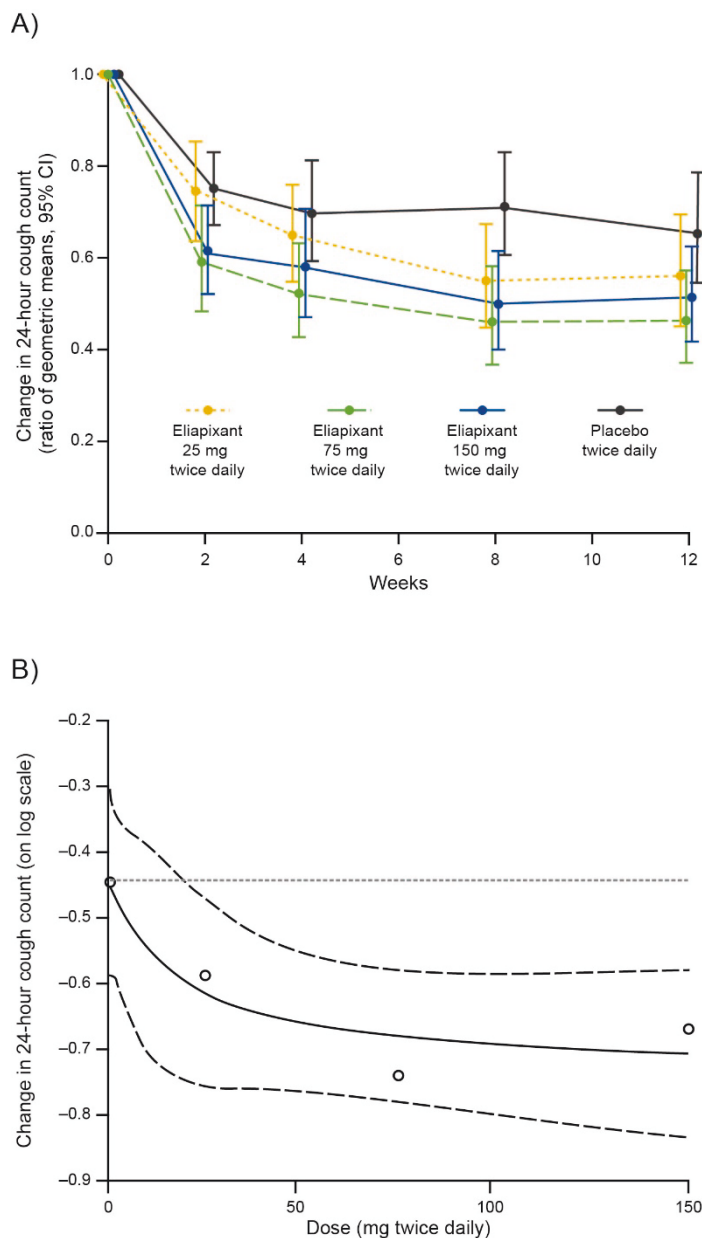 A)
Change in 24-hour cough count
(ratio of geometric means, 95% CI)
1.0
0.8
0.6
0.4
0.2
0.0
Eliapixant
25 mg
twice daily
Eliapixant
75 mg
twice daily
Eliapixant
150 mg
twice daily
Placebo
twice daily
0 2 4 6 8 10 12
Weeks
B)
Change in 24-hour cough count (on log scale)
–0.2
–0.3
–0.4
–0.5
–0.6
–0.7
–0.8
–0.9
0 50 100 150
Dose (mg twice daily)